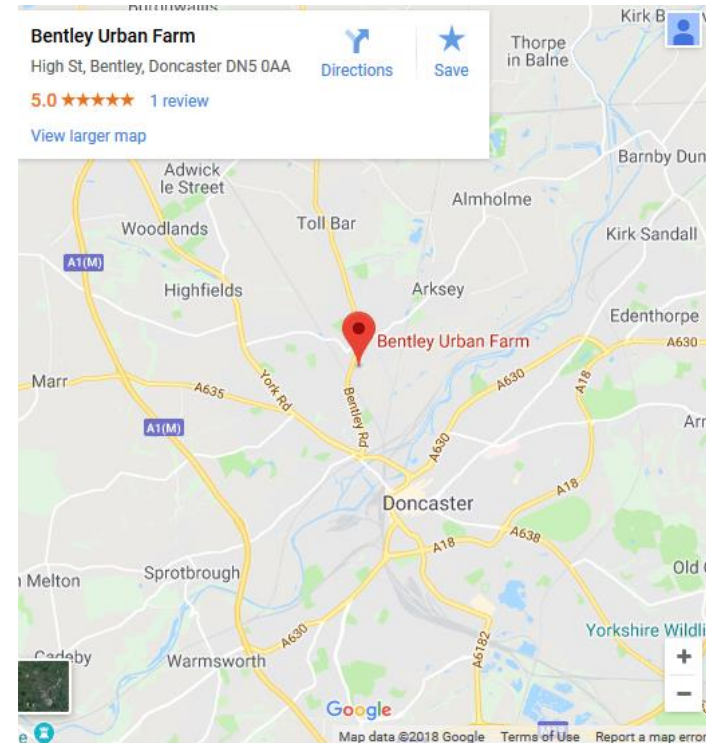 Kirk B
Bentley Urban Farm
High St, Bentley, Doncaster DN5 0AA
5.0 ★★★★★ 1 review
View larger map
Directions
Save
Thorpe
in Balne
Barnby Dun
Adwick
le Street
Almholme
Woodlands
Toll Bar
Kirk Sandall
A1(M)
Highfields
Arksey
Edenthorpe
Bentley Urban Farm
A630
Marr
A635
York Rd
Bentley Rd
A630
A18
A1(M)
A630
Arm
Doncaster
A18
A638
A18
Sprotbrough
Melton
Old
A630
A6182
Yorkshire Wildli
Cadeby
Warmsworth
+
−
Google
Map data ©2018 Google Terms of Use Report a map error